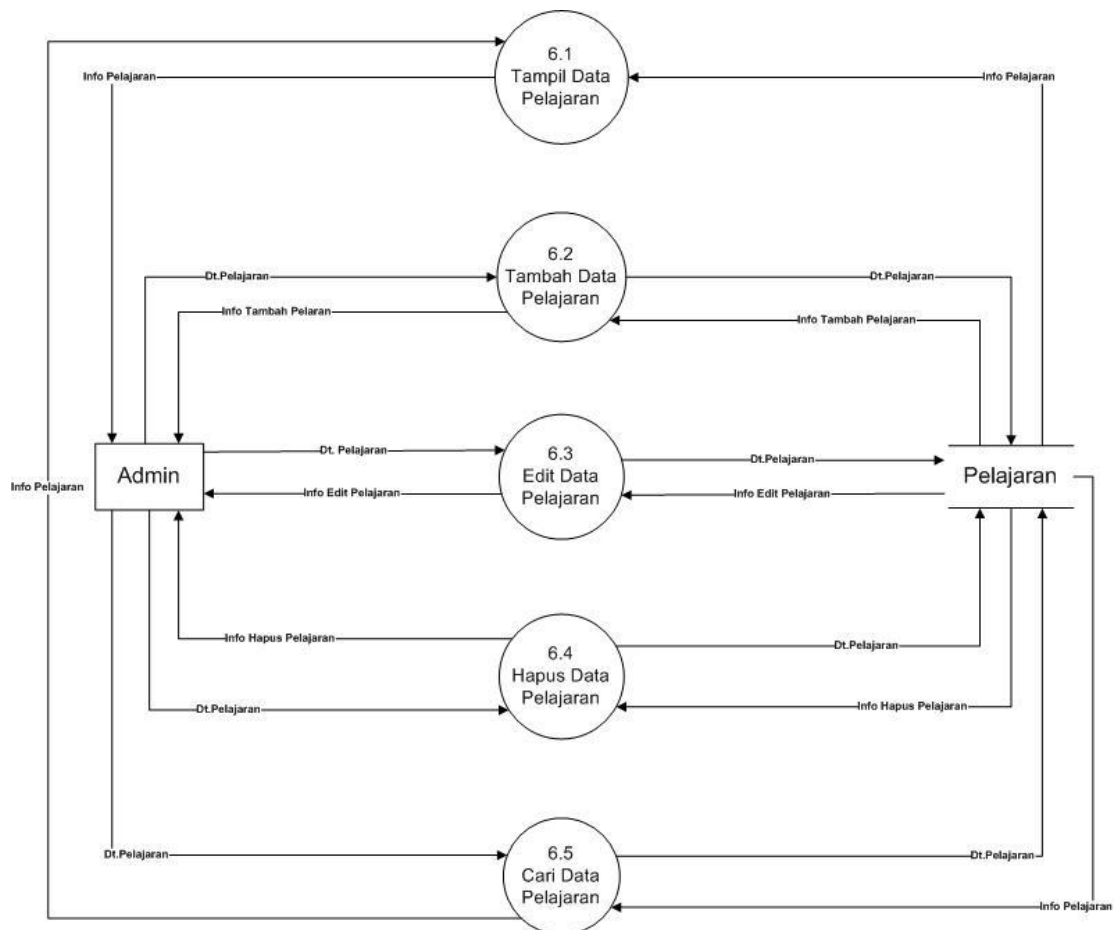 6.1
Tampil Data
Pelajaran
Info Pelajaran
Info Pelajaran
6.2
Tambah Data
Pelajaran
Dt.Pelajaran
Dt.Pelajaran
Info Tambah Pelaran
Info Tambah Pelajaran
Admin
Dt. Pelajaran
6.3
Edit Data
Pelajaran
Dt.Pelajaran
Pelajaran
Info Pelajaran
Info Edit Pelajaran
Info Edit Pelajaran
Info Hapus Pelajaran
6.4
Hapus Data
Pelajaran
Dt.Pelajaran
Dt.Pelajaran
Info Hapus Pelajaran
Dt.Pelajaran
6.5
Cari Data
Pelajaran
Dt.Pelajaran
Info Pelajaran